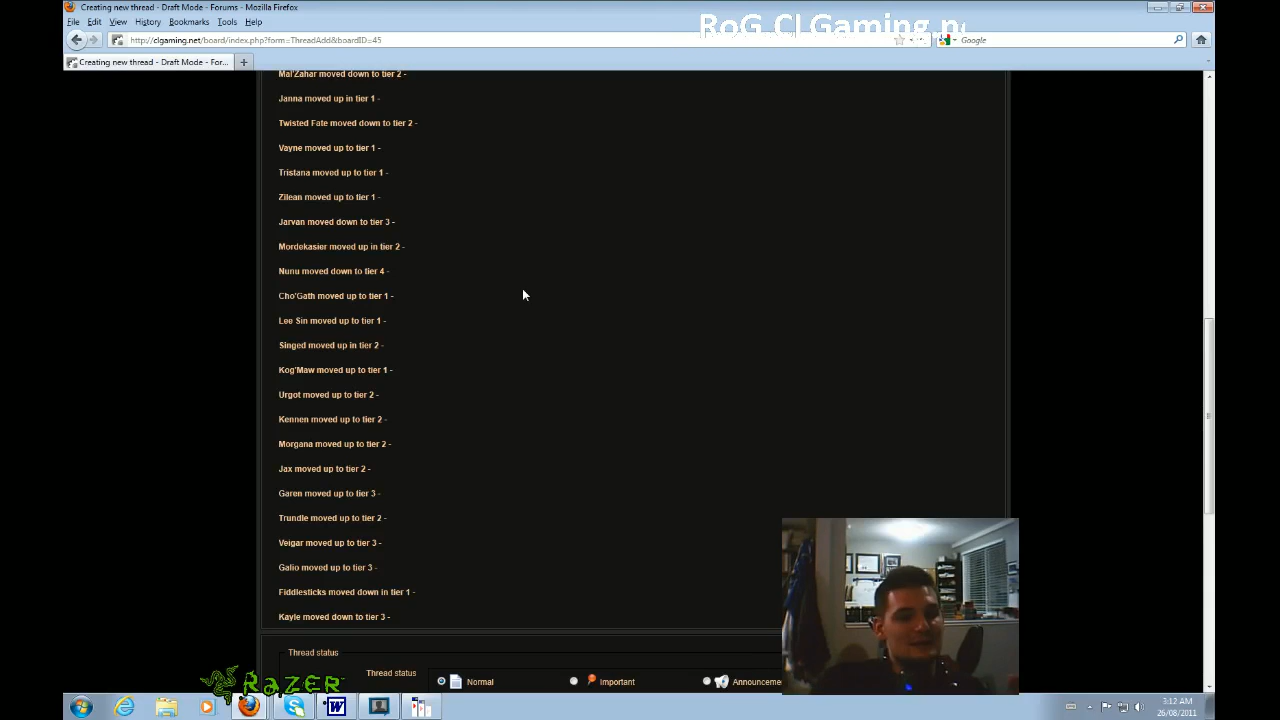 Creating new thread - Draft Mode - Forums - Mozilla Firefox
File Edit View History Bookmarks Tools Help
RoG CLGaming.ne
http://clgaming.net/board/index.php?form=ThreadAdd&boardID=45
Google
Creating new thread - Draft Mode - For...
Mal'Zahar moved down to tier 2 -
Janna moved up in tier 1 -
Twisted Fate moved down to tier 2 -
Vayne moved up to tier 1 -
Tristana moved up to tier 1 -
Zilean moved up to tier 1 -
Jarvan moved down to tier 3 -
Mordekasier moved up in tier 2 -
Nunu moved down to tier 4 -
Cho'Gath moved up to tier 1 -
Lee Sin moved up to tier 1 -
Singed moved up in tier 2 -
Kog'Maw moved up to tier 1 -
Urgot moved up to tier 2 -
Kennen moved up to tier 2 -
Morgana moved up to tier 2 -
Jax moved up to tier 2 -
Garen moved up to tier 3 -
Trundle moved up to tier 2 -
Veigar moved up to tier 3 -
Galio moved up to tier 3 -
Fiddlesticks moved down in tier 1 -
Kayle moved down to tier 3 -
Thread status
Thread status Normal Important Announcemen
RAZER
3:12 AM
26/08/2011